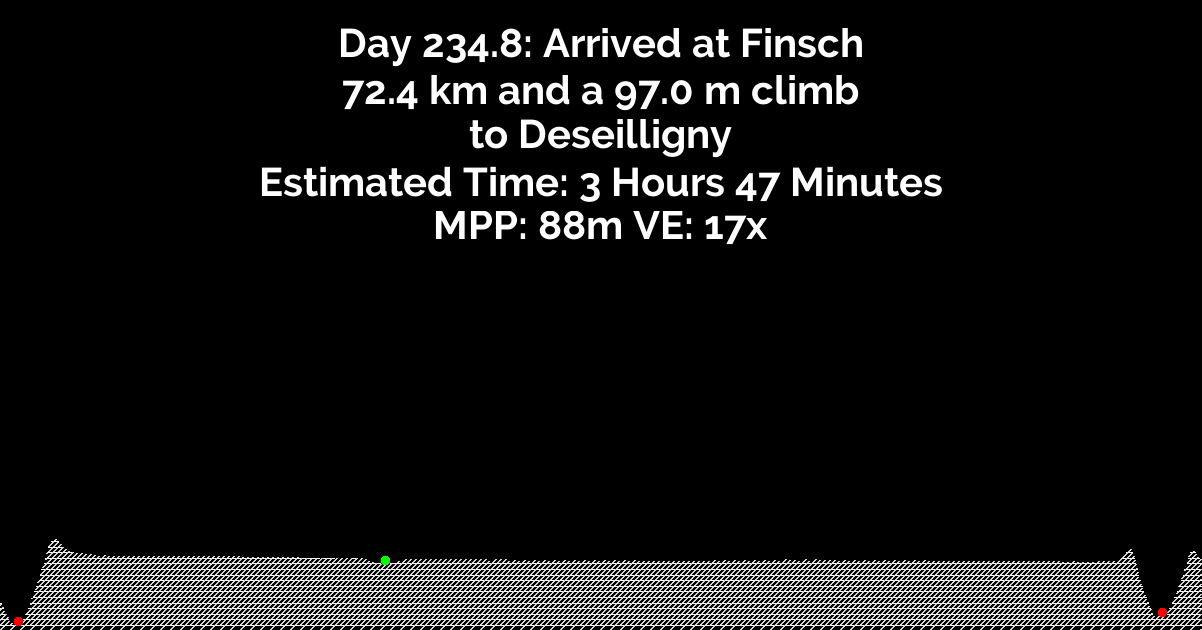 Day 234.8: Arrived at Finsch
72.4 km and a 97.0 m climb
to Deseilligny
Estimated Time: 3 Hours 47 Minutes
MPP: 88m VE: 17x